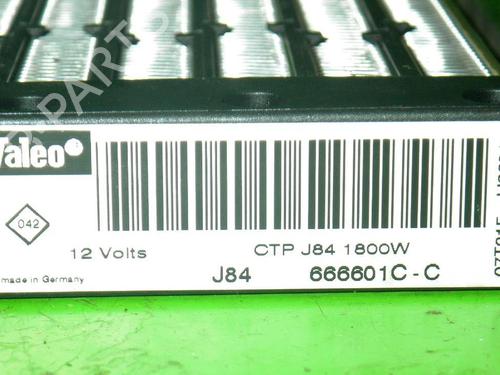 Valeo
042
12 Volts
CTP J84 1800W
made in Germany
J84 666601C-C